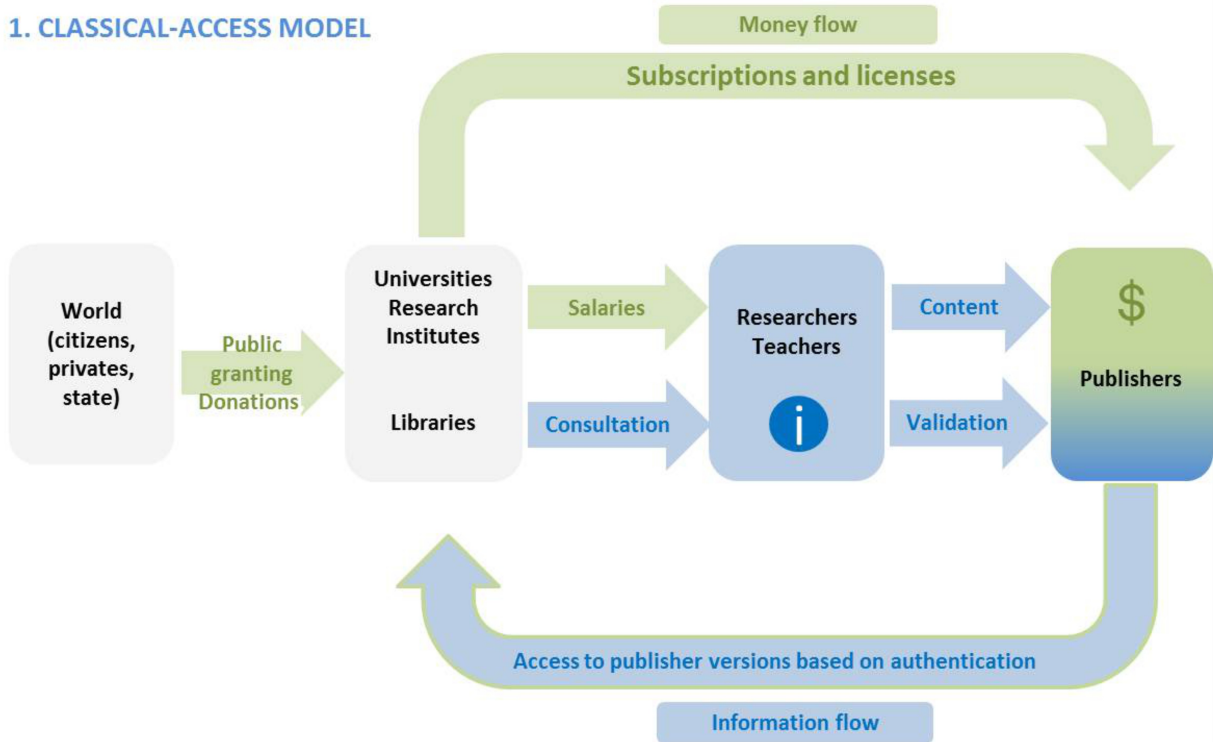 1. CLASSICAL-ACCESS MODEL
Money flow
Subscriptions and licenses
World
(citizens,
privates,
state)
Public
granting
Donations
Universities
Research
Institutes
Libraries
Salaries
Consultation
Researchers
Teachers
i
Content
Validation
$
Publishers
Access to publisher versions based on authentication
Information flow